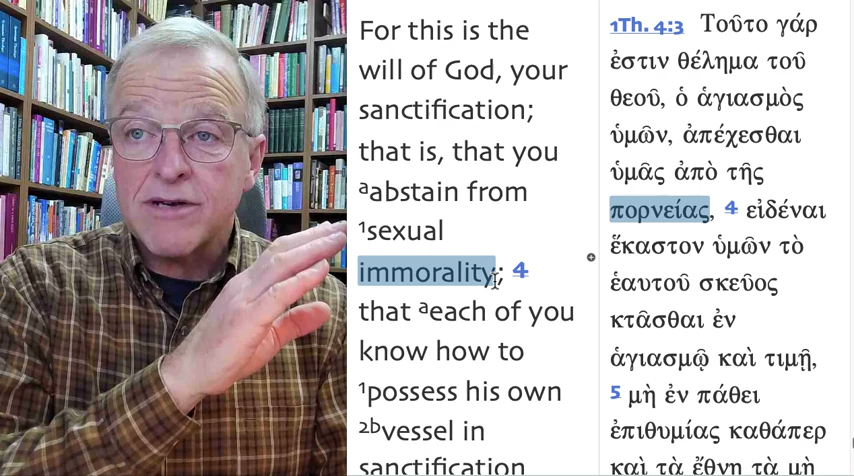 For this is the
will of God, your
sanctification;
that is, that you
ᵃabstain from
¹sexual
immorality; 4
that ᵃeach of you
know how to
¹possess his own
²ᵇvessel in
sanctification
1Th. 4:3 Τοῦτο γάρ
ἐστιν θέλημα τοῦ
θεοῦ, ὁ ἁγιασμὸς
ὑμῶν, ἀπέχεσθαι
ὑμᾶς ἀπὸ τῆς
πορνείας, 4 εἰδέναι
ἕκαστον ὑμῶν τὸ
ἑαυτοῦ σκεῦος
κτᾶσθαι ἐν
ἁγιασμῷ καὶ τιμῇ,
5 μὴ ἐν πάθει
ἐπιθυμίας καθάπερ
καὶ τὰ ἔθνη τὰ μὴ